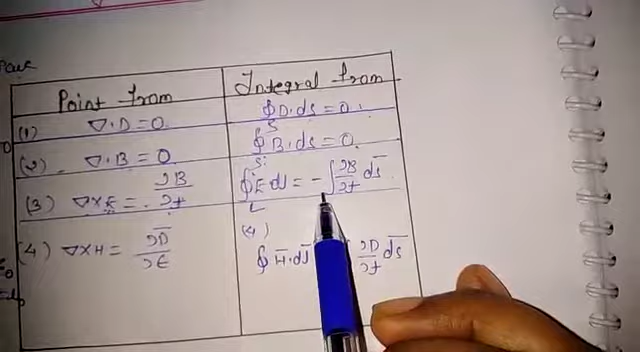 Point from Integral from
(1) ∇·D=0. ∮D·ds=0.
S
(2) ∇·B=0 ∮B·ds=0.
S
(3) ∇×E=-∂B/∂t ∮E·dl=-∫∂B/∂t ds̅
L
(4) ∇×H=∂D̅/∂t (4)
∮H̅·dl̅ ∂D/∂t ds̅